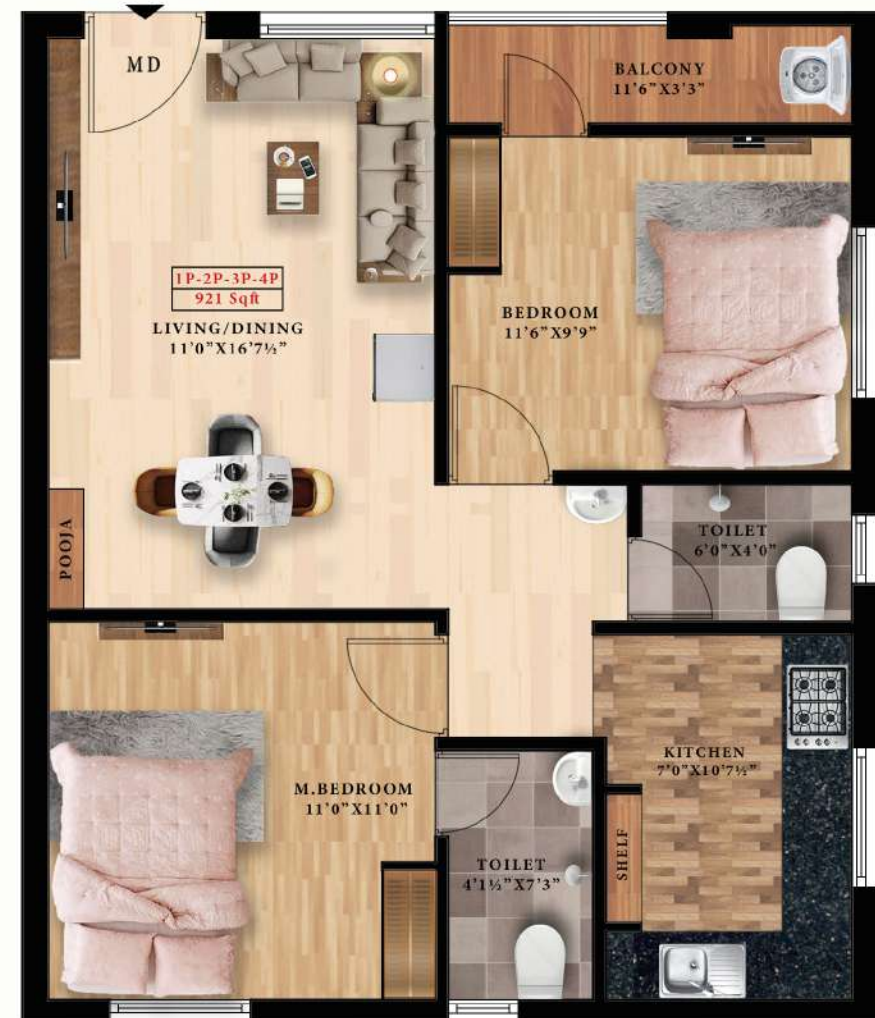 MD
BALCONY
11'6"X3'3"
1P-2P-3P-4P
921 Sqft
LIVING/DINING
11'0"X16'7½"
BEDROOM
11'6"X9'9"
POOJA
TOILET
6'0"X4'0"
M.BEDROOM
11'0"X11'0"
KITCHEN
7'0"X10'7½"
SHELF
TOILET
4'1½"X7'3"